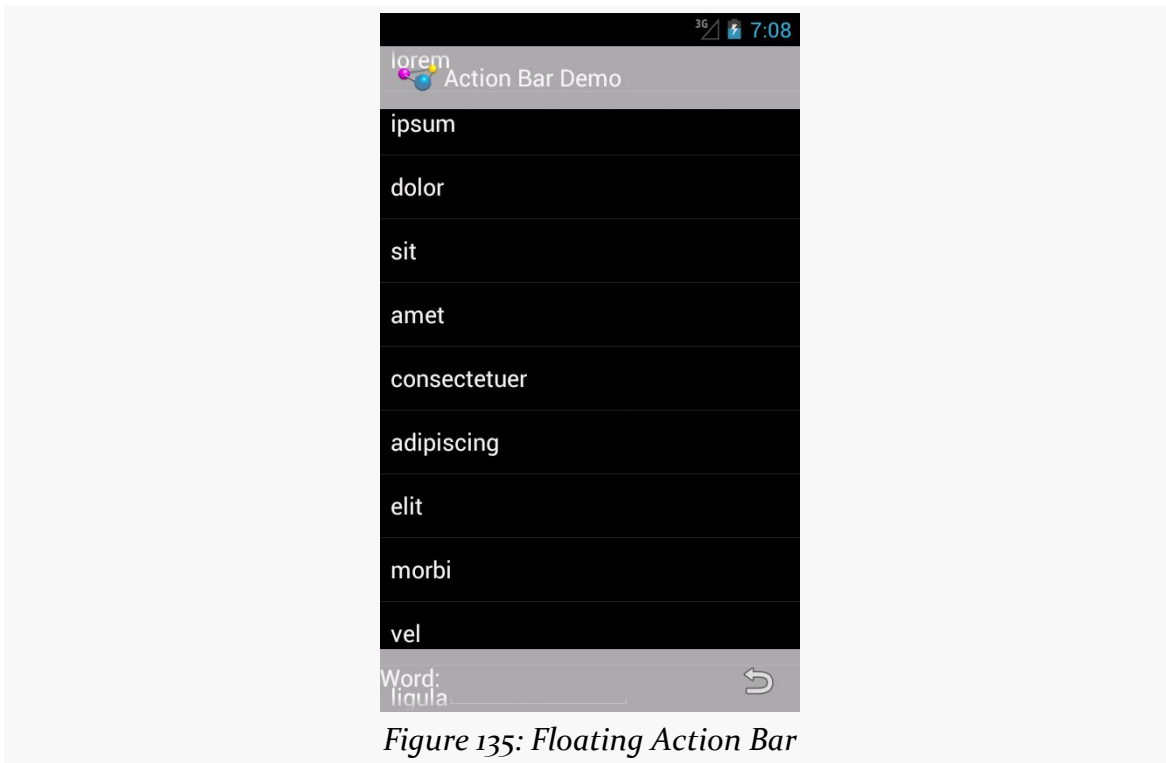 3G 7:08
lorem
Action Bar Demo
ipsum
dolor
sit
amet
consectetuer
adipiscing
elit
morbi
vel
Word:
ligula
Figure 135: Floating Action Bar